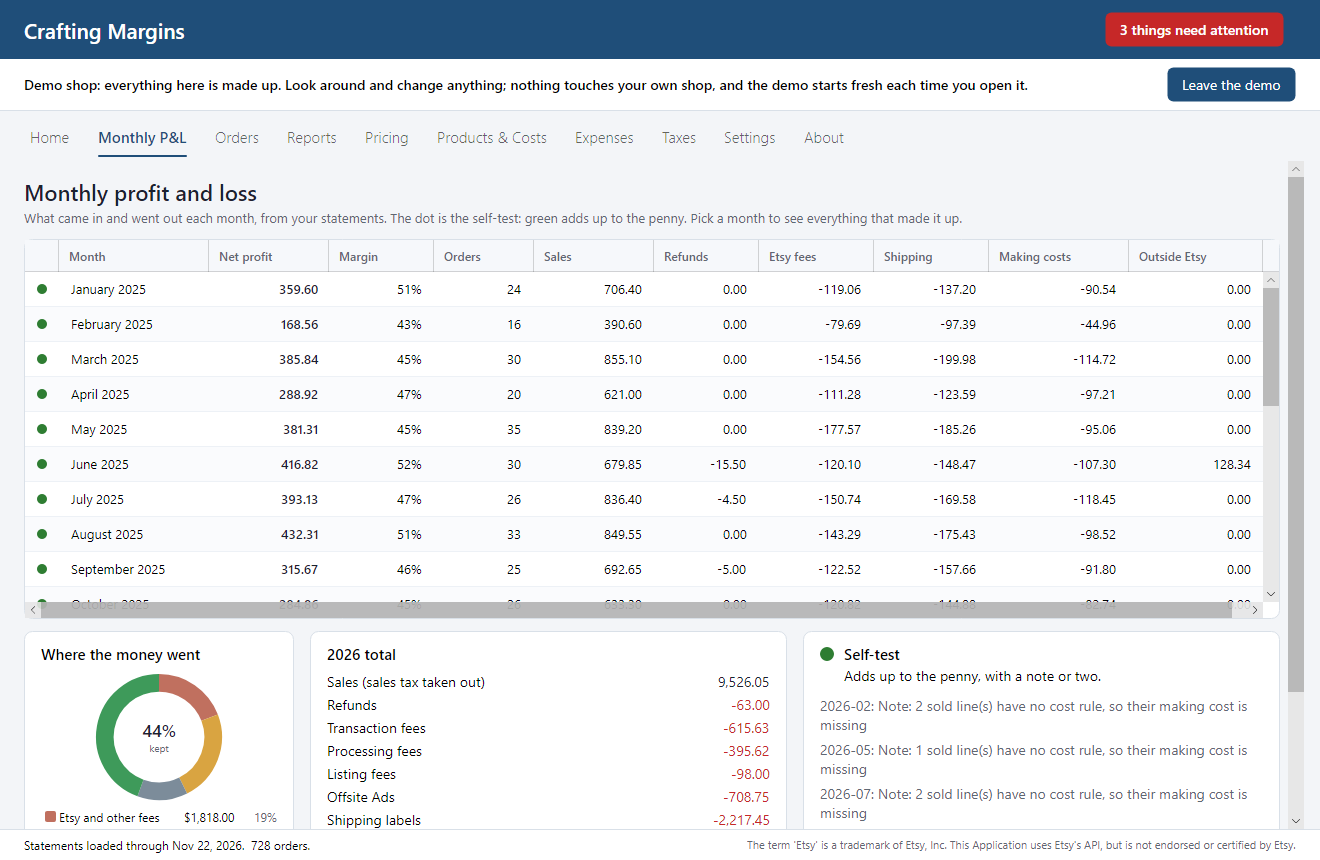 Crafting Margins
3 things need attention
Demo shop: everything here is made up. Look around and change anything; nothing touches your own shop, and the demo starts fresh each time you open it.
Leave the demo
Home Monthly P&L Orders Reports Pricing Products & Costs Expenses Taxes Settings About
Monthly profit and loss
What came in and went out each month, from your statements. The dot is the self-test: green adds up to the penny. Pick a month to see everything that made it up.
Month Net profit Margin Orders Sales Refunds Etsy fees Shipping Making costs Outside Etsy
January 2025 359.60 51% 24 706.40 0.00 -119.06 -137.20 -90.54 0.00
February 2025 168.56 43% 16 390.60 0.00 -79.69 -97.39 -44.96 0.00
March 2025 385.84 45% 30 855.10 0.00 -154.56 -199.98 -114.72 0.00
April 2025 288.92 47% 20 621.00 0.00 -111.28 -123.59 -97.21 0.00
May 2025 381.31 45% 35 839.20 0.00 -177.57 -185.26 -95.06 0.00
June 2025 416.82 52% 30 679.85 -15.50 -120.10 -148.47 -107.30 128.34
July 2025 393.13 47% 26 836.40 -4.50 -150.74 -169.58 -118.45 0.00
August 2025 432.31 51% 33 849.55 0.00 -143.29 -175.43 -98.52 0.00
September 2025 315.67 46% 25 692.65 -5.00 -122.52 -157.66 -91.80 0.00
October 2025 45% 26 0.00 0.00
Where the money went
44%
kept
Etsy and other fees $1,818.00 19%
2026 total
Sales (sales tax taken out) 9,526.05
Refunds -63.00
Transaction fees -615.63
Processing fees -395.62
Listing fees -98.00
Offsite Ads -708.75
Shipping labels -2,217.45
Self-test
Adds up to the penny, with a note or two.
2026-02: Note: 2 sold line(s) have no cost rule, so their making cost is
missing
2026-05: Note: 1 sold line(s) have no cost rule, so their making cost is
missing
2026-07: Note: 2 sold line(s) have no cost rule, so their making cost is
missing
Statements loaded through Nov 22, 2026. 728 orders.
The term 'Etsy' is a trademark of Etsy, Inc. This Application uses Etsy's API, but is not endorsed or certified by Etsy.